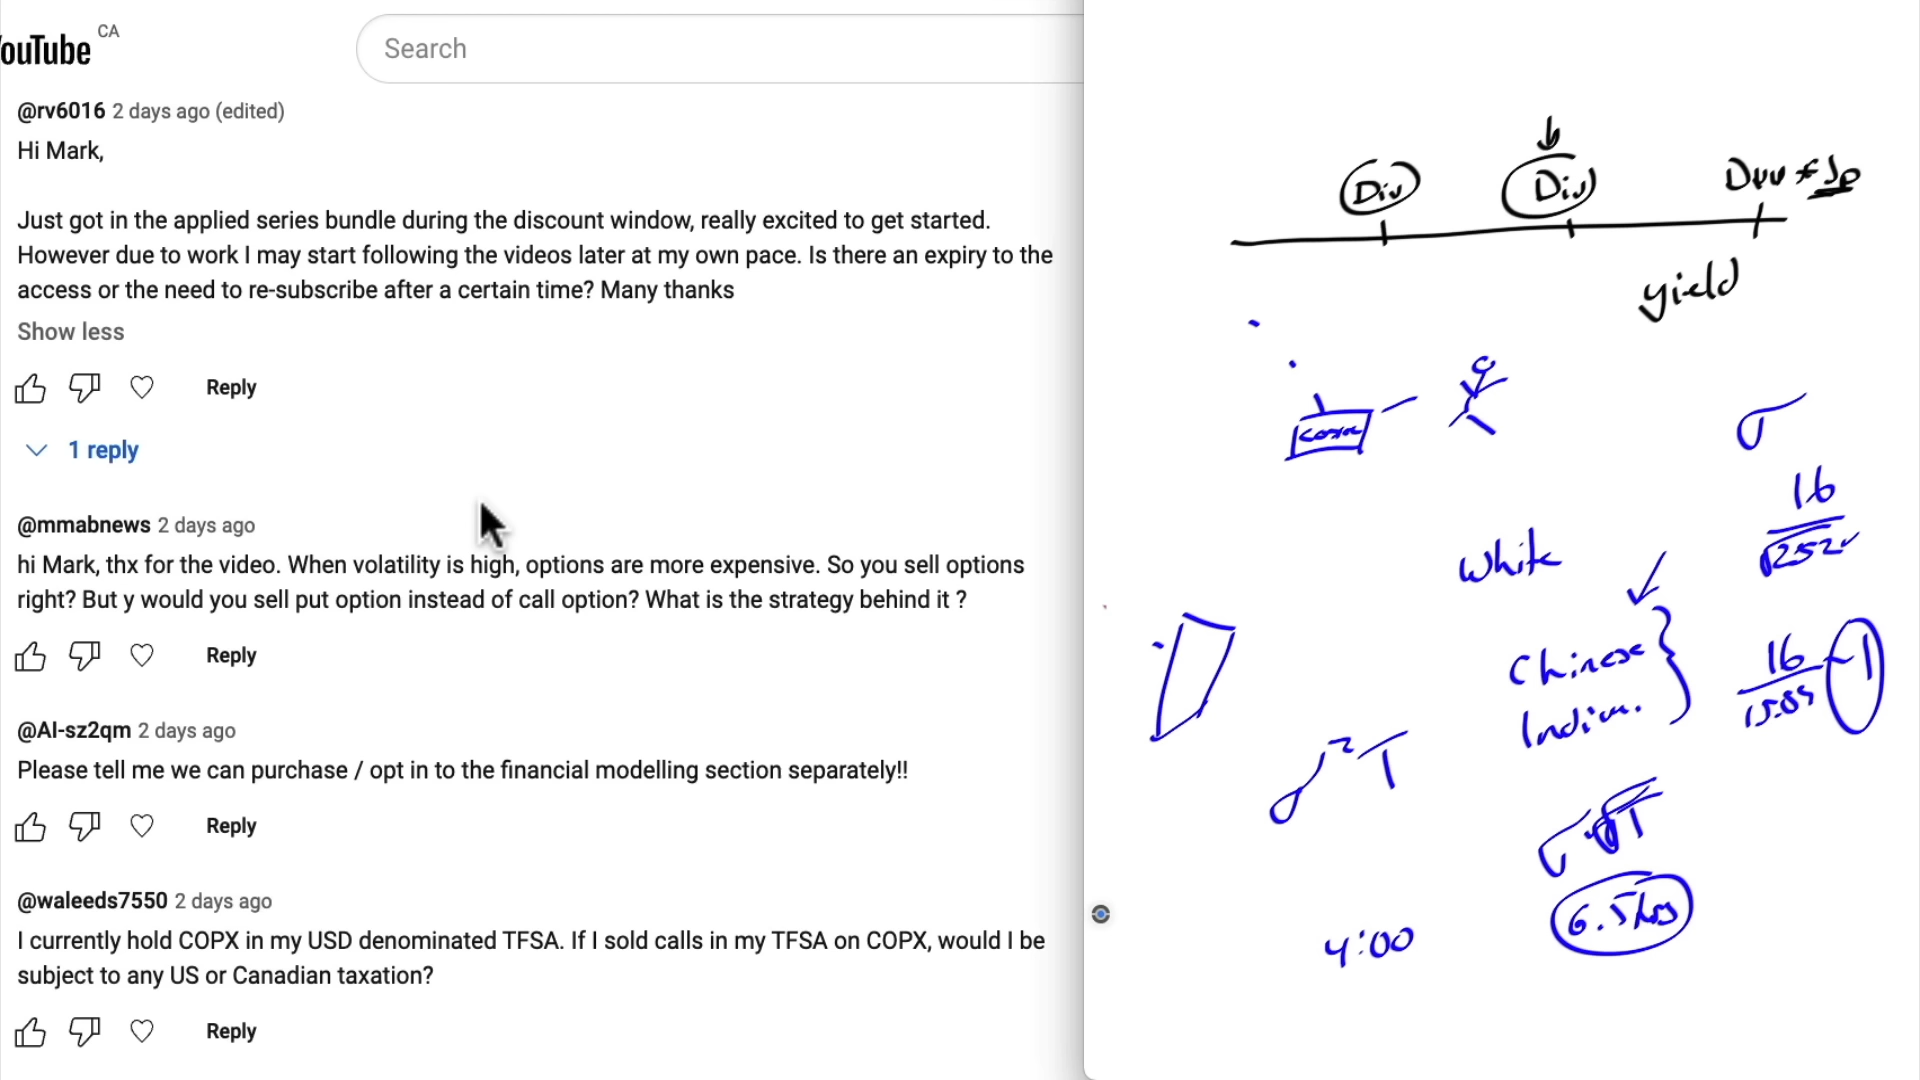 ouTube CA
Search
@rv6016 2 days ago (edited)
Hi Mark,
Just got in the applied series bundle during the discount window, really excited to get started.
However due to work I may start following the videos later at my own pace. Is there an expiry to the
access or the need to re-subscribe after a certain time? Many thanks
Show less
Reply
1 reply
@mmabnews 2 days ago
hi Mark, thx for the video. When volatility is high, options are more expensive. So you sell options
right? But y would you sell put option instead of call option? What is the strategy behind it ?
Reply
@AI-sz2qm 2 days ago
Please tell me we can purchase / opt in to the financial modelling section separately!!
Reply
@waleeds7550 2 days ago
I currently hold COPX in my USD denominated TFSA. If I sold calls in my TFSA on COPX, would I be
subject to any US or Canadian taxation?
Reply
Div Div
yield
σ
16
√252
White
Chinese
16
15.85
1
σ²T
σ√T
6.5hrs
4:00